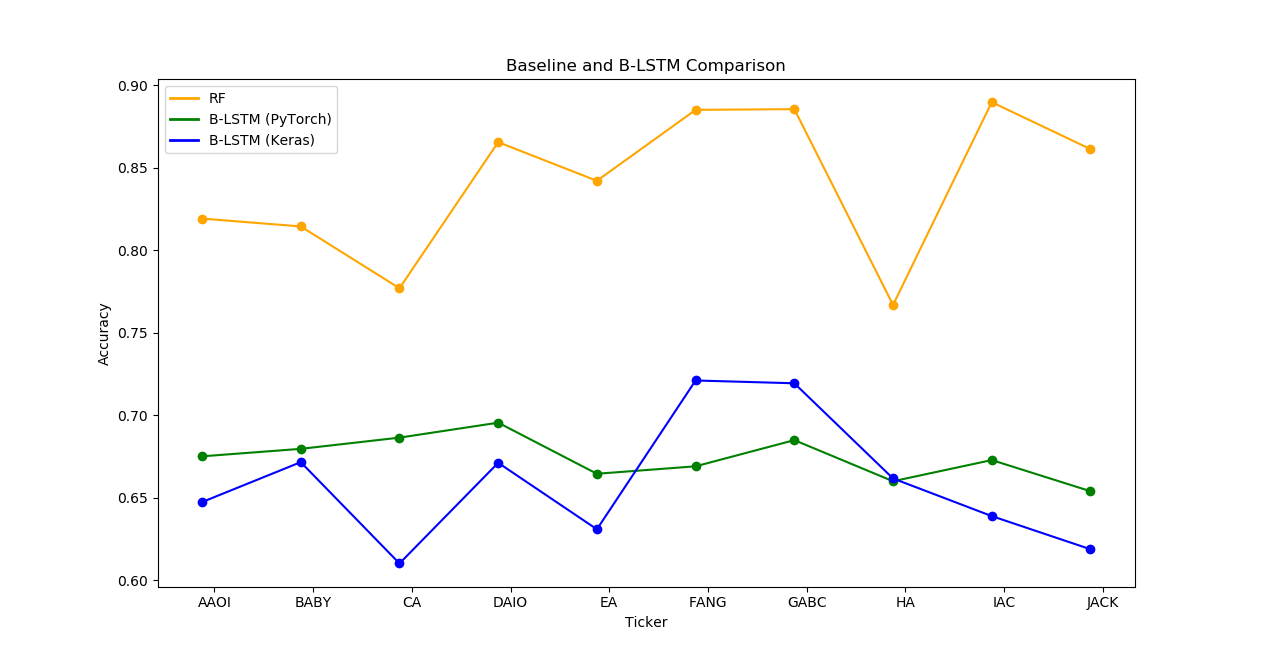 Baseline and B-LSTM Comparison
RF
B-LSTM (PyTorch)
B-LSTM (Keras)
0.90
0.85
0.80
0.75
0.70
0.65
0.60
Accuracy
AAOI BABY CA DAIO EA FANG GABC HA IAC JACK
Ticker